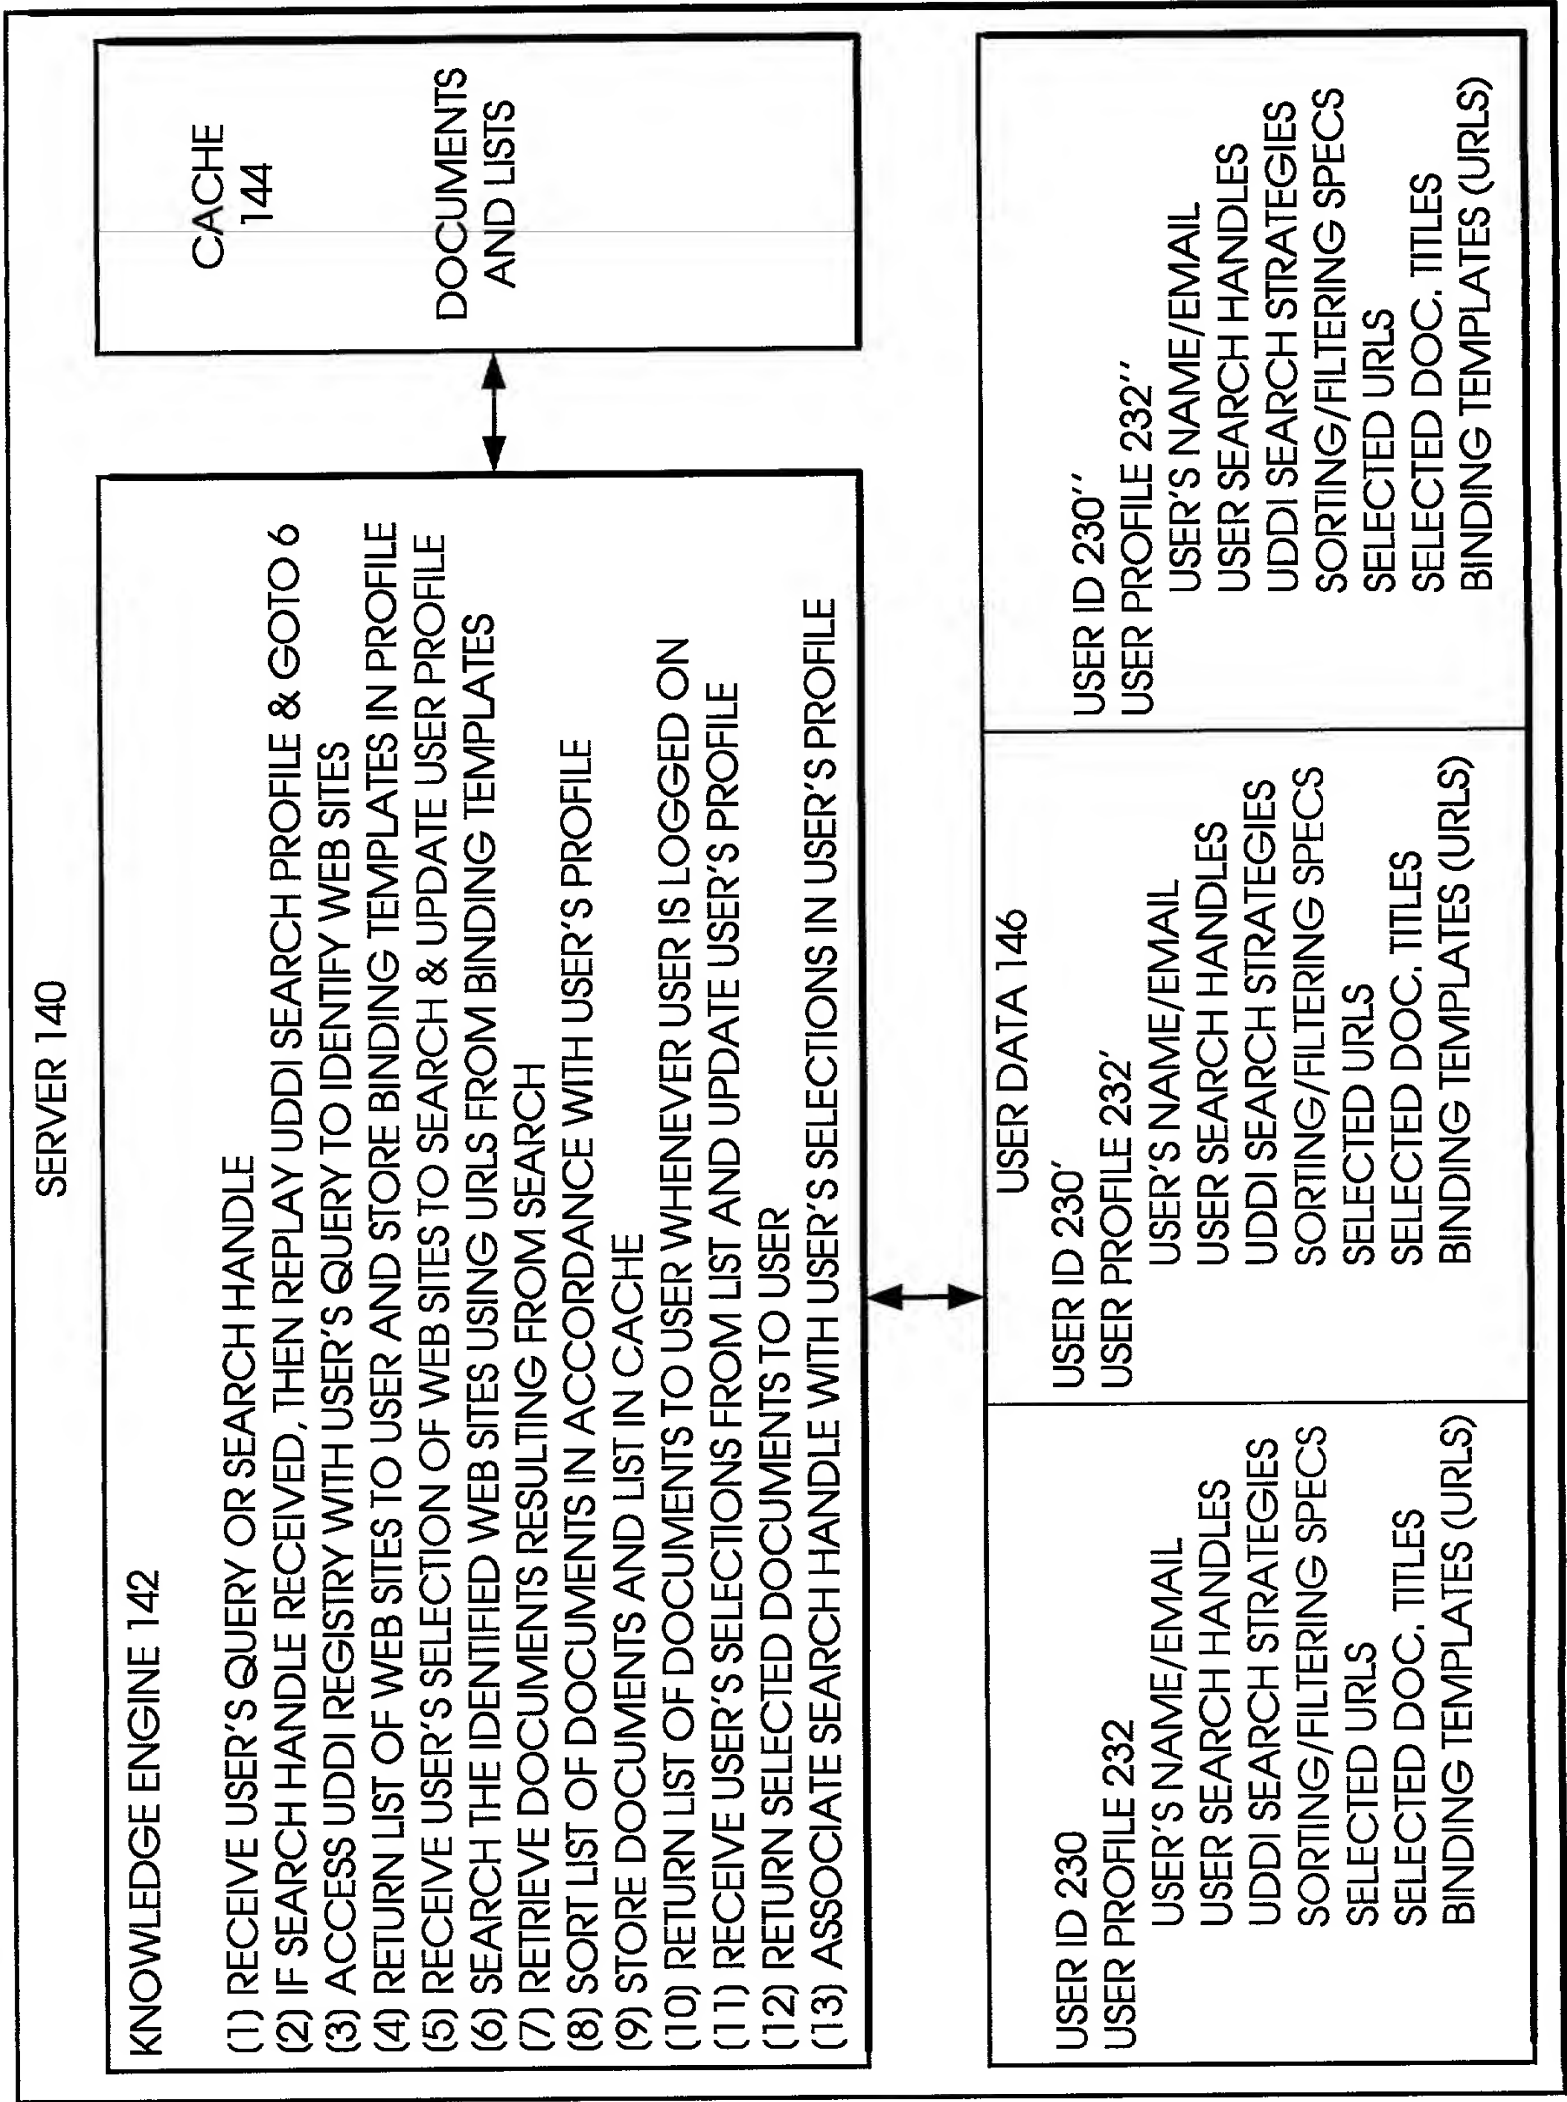 SERVER 140
KNOWLEDGE ENGINE 142
(1) RECEIVE USER'S QUERY OR SEARCH HANDLE
(2) IF SEARCH HANDLE RECEIVED, THEN REPLAY UDDI SEARCH PROFILE & GOTO 6
(3) ACCESS UDDI REGISTRY WITH USER'S QUERY TO IDENTIFY WEB SITES
(4) RETURN LIST OF WEB SITES TO USER AND STORE BINDING TEMPLATES IN PROFILE
(5) RECEIVE USER'S SELECTION OF WEB SITES TO SEARCH & UPDATE USER PROFILE
(6) SEARCH THE IDENTIFIED WEB SITES USING URLS FROM BINDING TEMPLATES
(7) RETRIEVE DOCUMENTS RESULTING FROM SEARCH
(8) SORT LIST OF DOCUMENTS IN ACCORDANCE WITH USER'S PROFILE
(9) STORE DOCUMENTS AND LIST IN CACHE
(10) RETURN LIST OF DOCUMENTS TO USER WHENEVER USER IS LOGGED ON
(11) RECEIVE USER'S SELECTIONS FROM LIST AND UPDATE USER'S PROFILE
(12) RETURN SELECTED DOCUMENTS TO USER
(13) ASSOCIATE SEARCH HANDLE WITH USER'S SELECTIONS IN USER'S PROFILE
CACHE
144
DOCUMENTS
AND LISTS
USER DATA 146
USER ID 230
USER PROFILE 232
USER'S NAME/EMAIL
USER SEARCH HANDLES
UDDI SEARCH STRATEGIES
SORTING/FILTERING SPECS
SELECTED URLS
SELECTED DOC. TITLES
BINDING TEMPLATES (URLS)
USER ID 230'
USER PROFILE 232'
USER'S NAME/EMAIL
USER SEARCH HANDLES
UDDI SEARCH STRATEGIES
SORTING/FILTERING SPECS
SELECTED URLS
SELECTED DOC. TITLES
BINDING TEMPLATES (URLS)
USER ID 230''
USER PROFILE 232''
USER'S NAME/EMAIL
USER SEARCH HANDLES
UDDI SEARCH STRATEGIES
SORTING/FILTERING SPECS
SELECTED URLS
SELECTED DOC. TITLES
BINDING TEMPLATES (URLS)